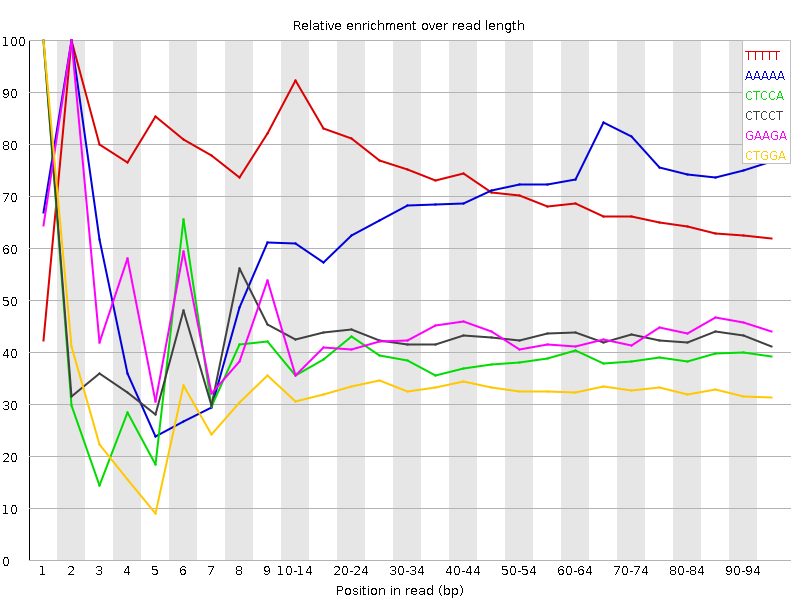 Relative enrichment over read length
100
90
80
70
60
50
40
30
20
10
0
TTTTT
AAAAA
CTCCA
CTCCT
GAAGA
CTGGA
1 2 3 4 5 6 7 8 9 10-14 20-24 30-34 40-44 50-54 60-64 70-74 80-84 90-94
Position in read (bp)